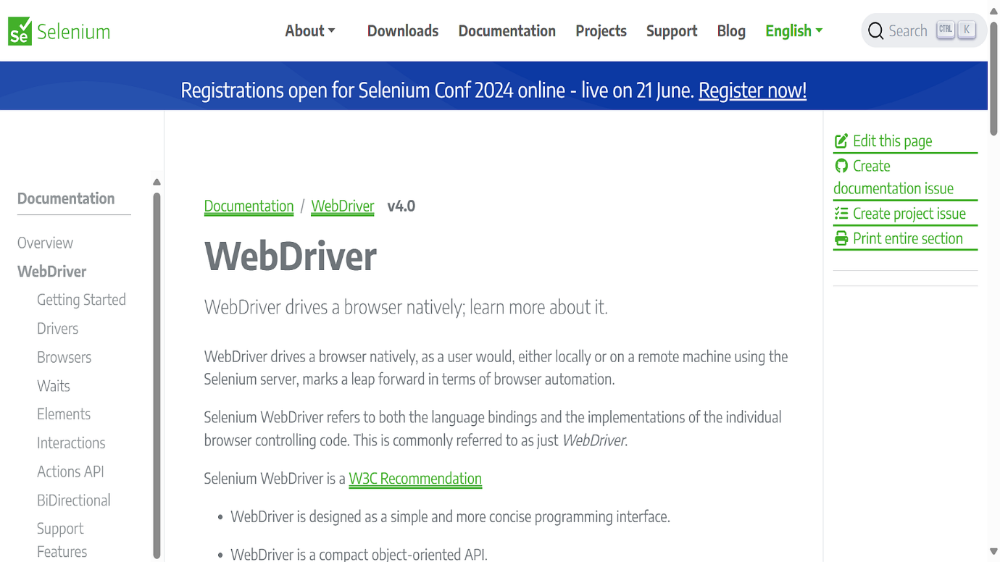 Se Selenium
About
Downloads
Documentation
Projects
Support
Blog
English
Search CTRL K
Registrations open for Selenium Conf 2024 online - live on 21 June. Register now!
Documentation
Overview
WebDriver
Getting Started
Drivers
Browsers
Waits
Elements
Interactions
Actions API
BiDirectional
Support
Features
Documentation / WebDriver v4.0
WebDriver
WebDriver drives a browser natively; learn more about it.
WebDriver drives a browser natively, as a user would, either locally or on a remote machine using the
Selenium server, marks a leap forward in terms of browser automation.
Selenium WebDriver refers to both the language bindings and the implementations of the individual
browser controlling code. This is commonly referred to as just WebDriver.
Selenium WebDriver is a W3C Recommendation
• WebDriver is designed as a simple and more concise programming interface.
• WebDriver is a compact object-oriented API.
Edit this page
Create
documentation issue
Create project issue
Print entire section